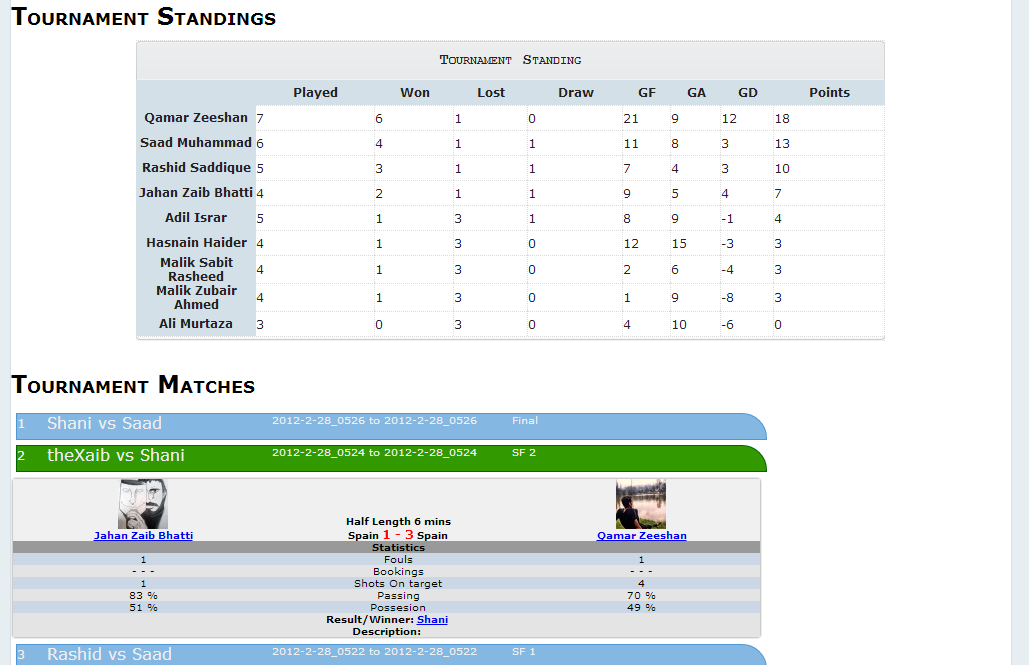 Tournament Standings
Tournament Standing
Played Won Lost Draw GF GA GD Points
Qamar Zeeshan 7 6 1 0 21 9 12 18
Saad Muhammad 6 4 1 1 11 8 3 13
Rashid Saddique 5 3 1 1 7 4 3 10
Jahan Zaib Bhatti 4 2 1 1 9 5 4 7
Adil Israr 5 1 3 1 8 9 -1 4
Hasnain Haider 4 1 3 0 12 15 -3 3
Malik Sabit
Rasheed 4 1 3 0 2 6 -4 3
Malik Zubair
Ahmed 4 1 3 0 1 9 -8 3
Ali Murtaza 3 0 3 0 4 10 -6 0
Tournament Matches
1 Shani vs Saad 2012-2-28_0526 to 2012-2-28_0526 Final
2 theXaib vs Shani 2012-2-28_0524 to 2012-2-28_0524 SF 2
Half Length 6 mins
Jahan Zaib Bhatti Spain 1 - 3 Spain Qamar Zeeshan
Statistics
1 Fouls 1
- - - Bookings - - -
1 Shots On target 4
83 % Passing 70 %
51 % Possesion 49 %
Result/Winner: Shani
Description:
3 Rashid vs Saad 2012-2-28_0522 to 2012-2-28_0522 SF 1